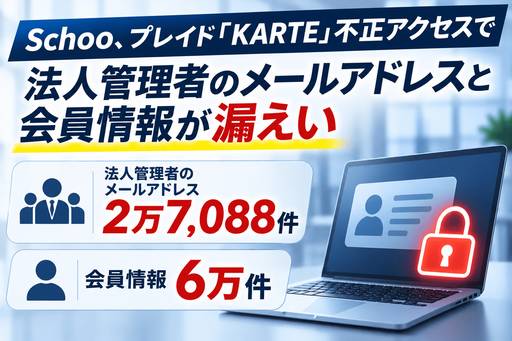 Schoo、プレイド「KARTE」不正アクセスで
法人管理者のメールアドレスと
会員情報が漏えい
法人管理者の
メールアドレス
2万7,088件
会員情報 6万件